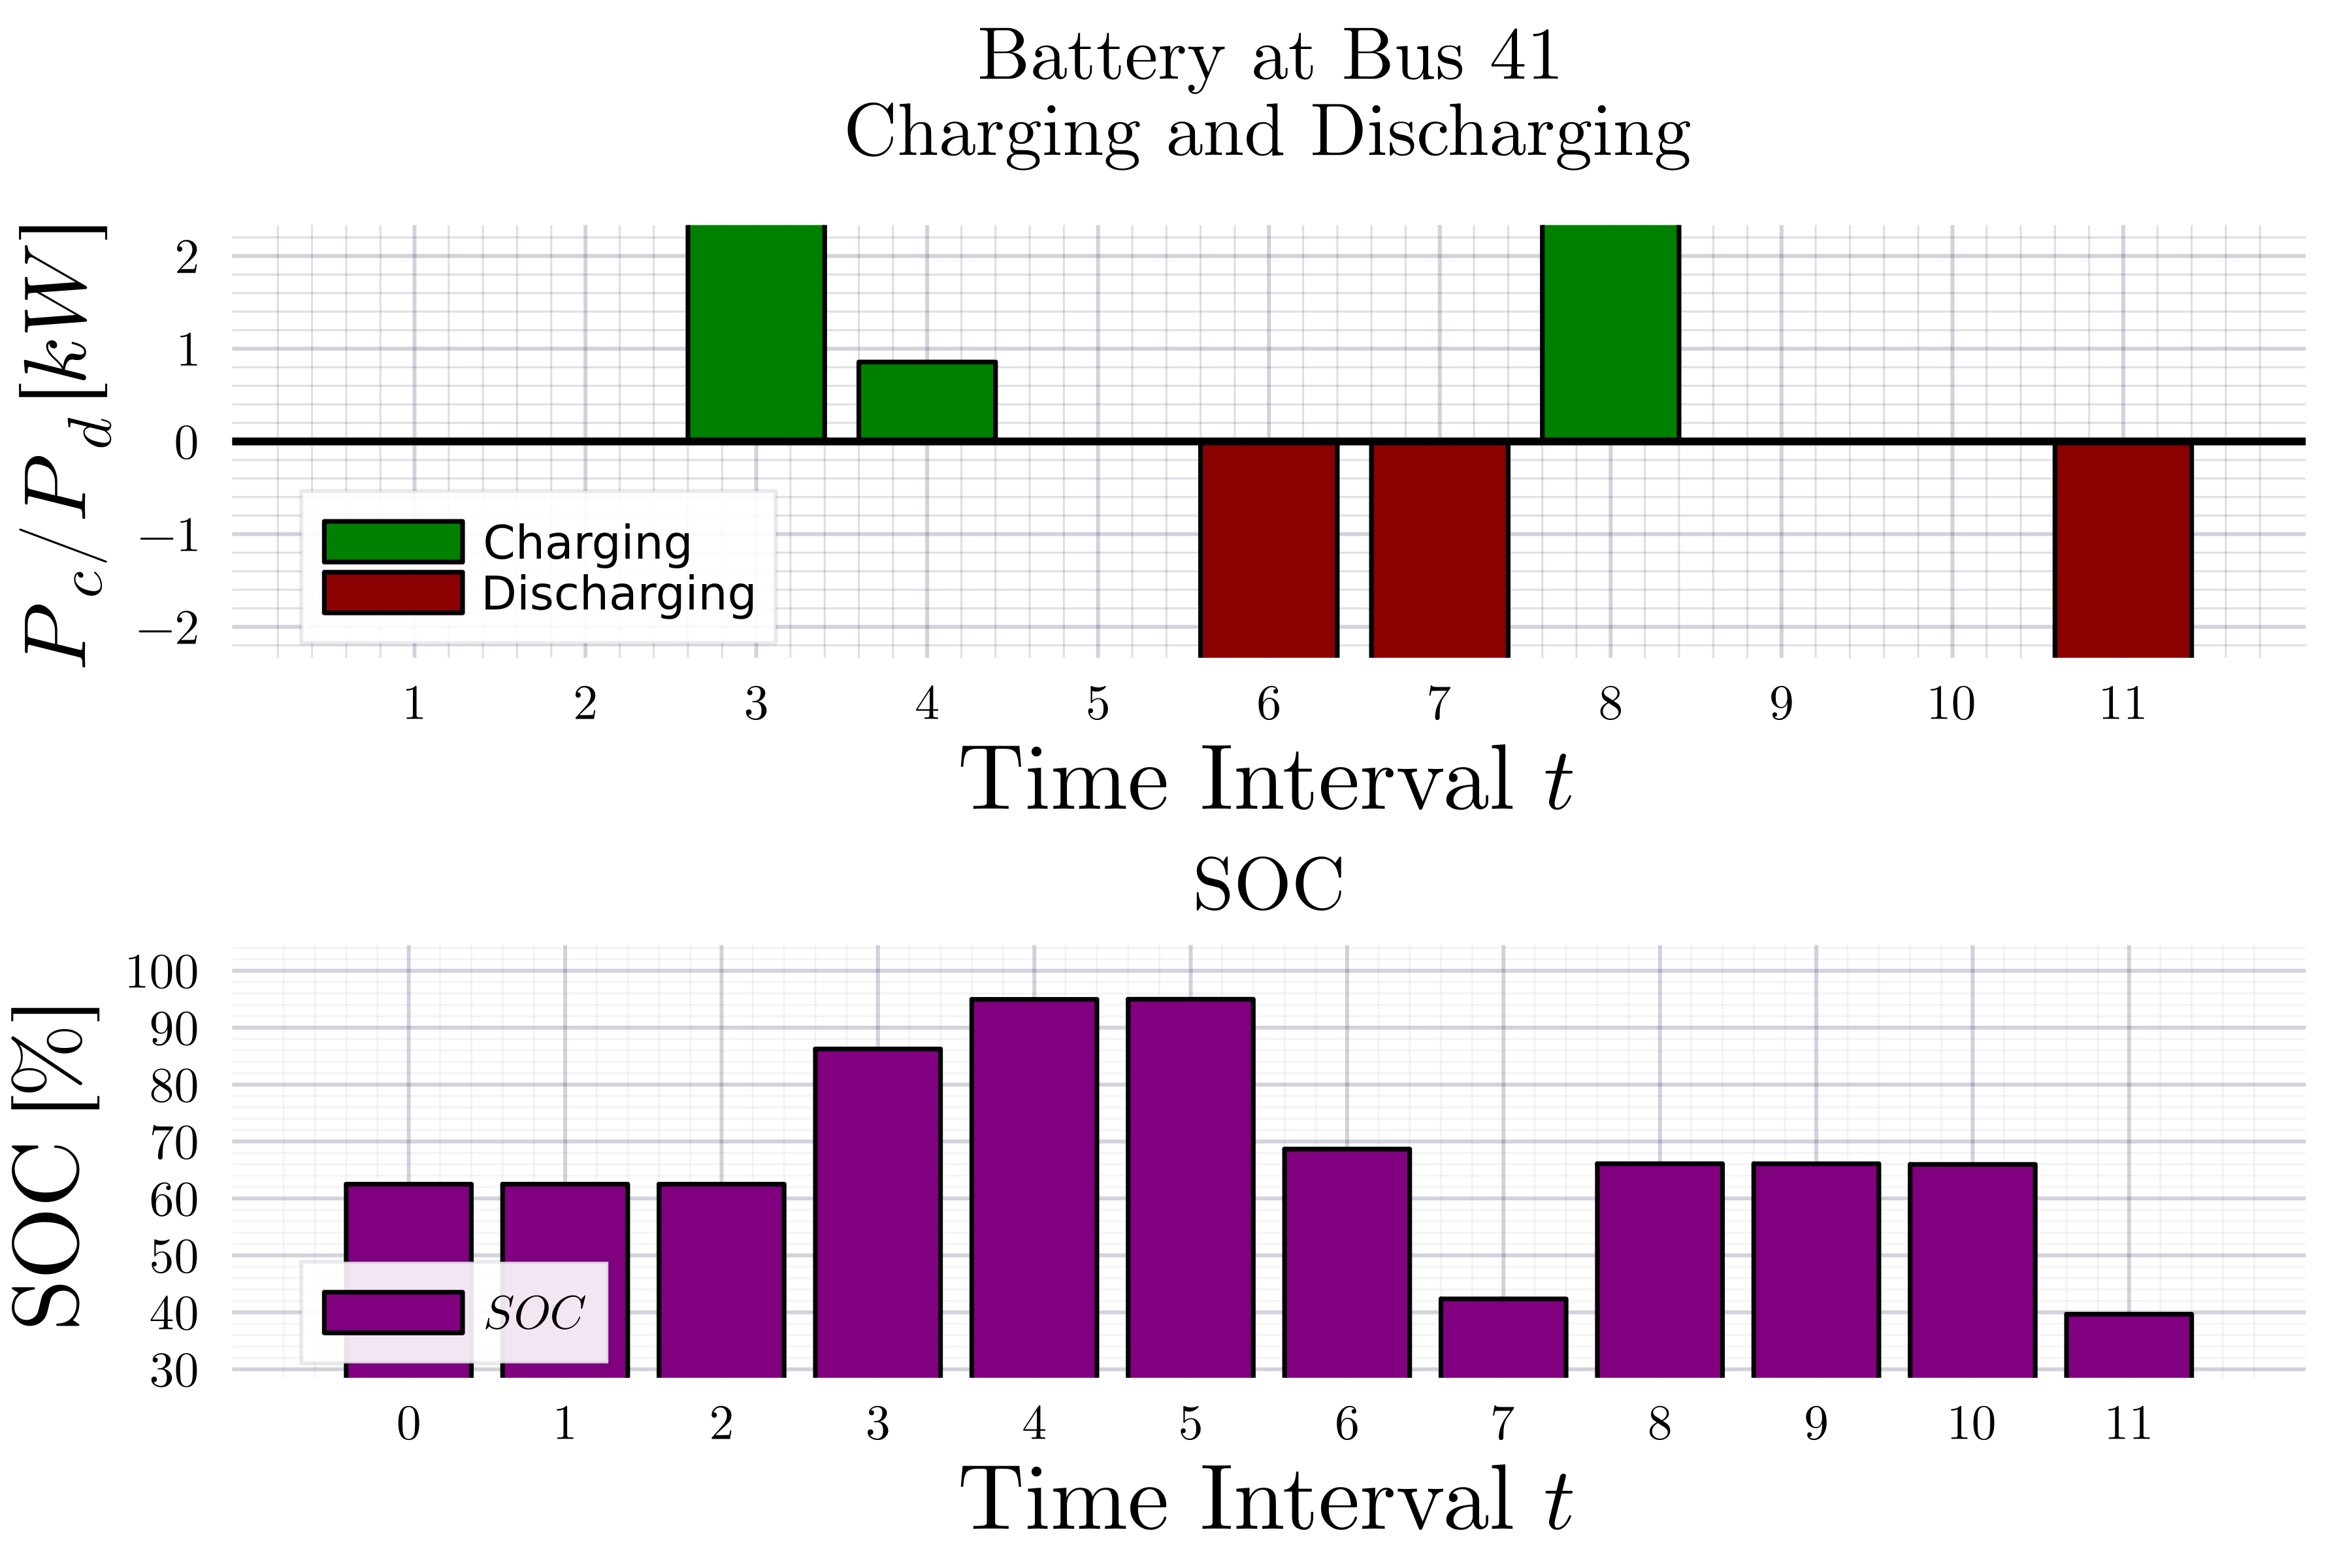 Battery at Bus 41
Charging and Discharging
P_c/P_d [kW]
2
1
0
−1
−2
Charging
Discharging
1 2 3 4 5 6 7 8 9 10 11
Time Interval t
SOC
SOC [%]
100
90
80
70
60
50
40
30
SOC
0 1 2 3 4 5 6 7 8 9 10 11
Time Interval t